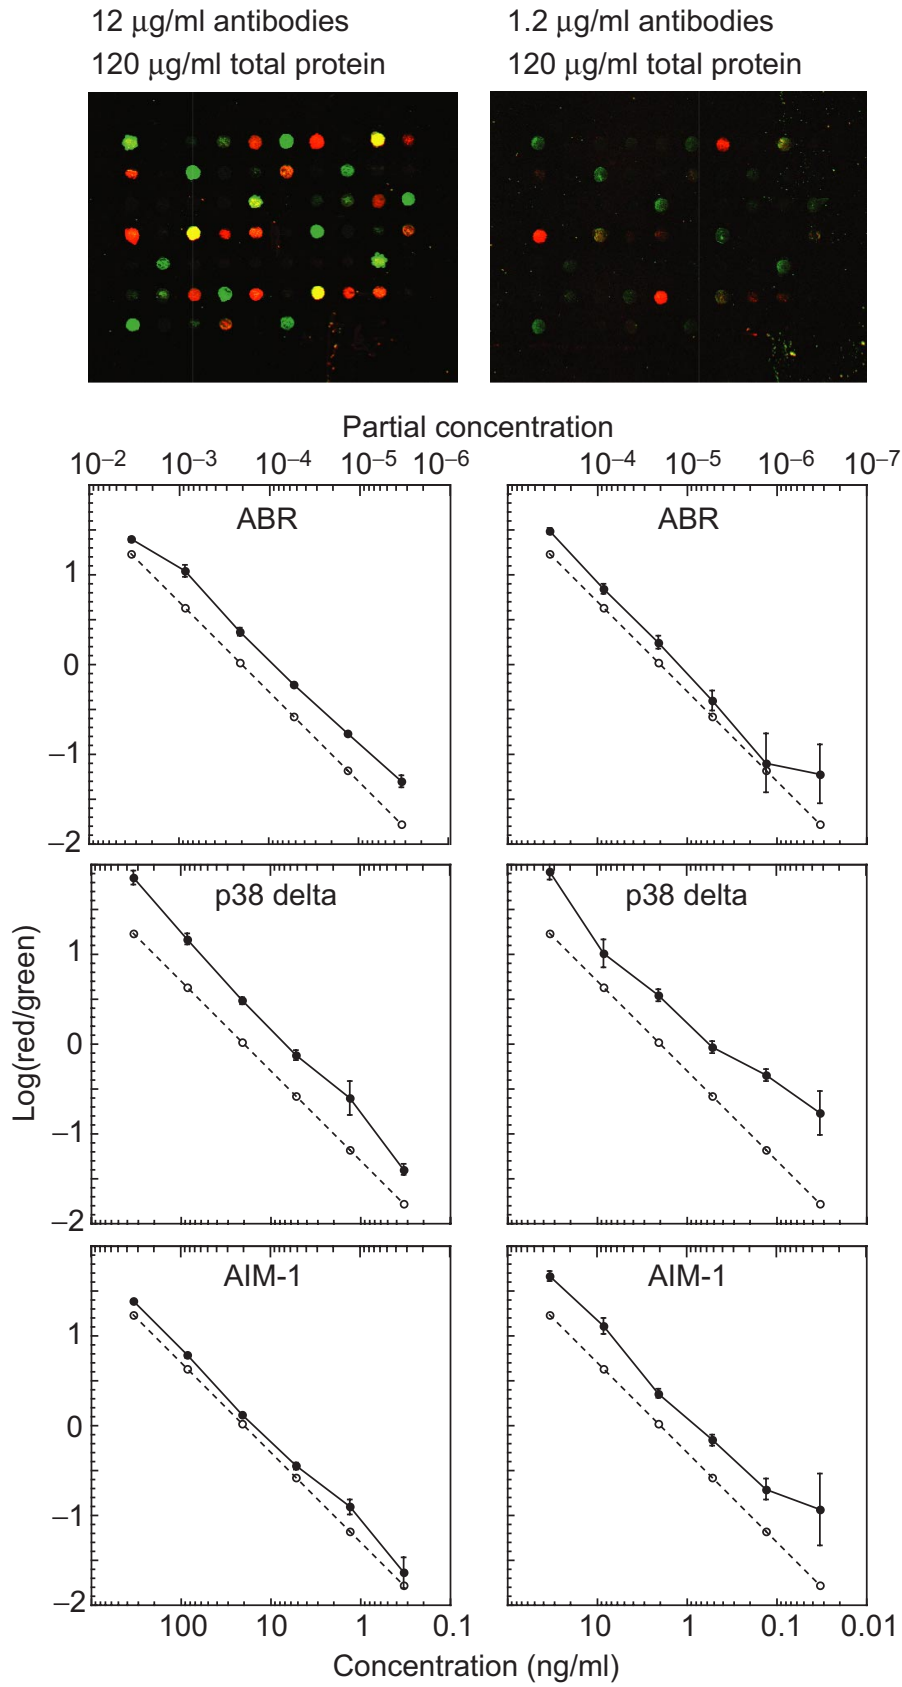 12 μg/ml antibodies
120 μg/ml total protein
1.2 μg/ml antibodies
120 μg/ml total protein
Partial concentration
10−2 10−3 10−4 10−5 10−6
10−4 10−5 10−6 10−7
ABR
ABR
1
0
−1
−2
p38 delta
p38 delta
1
0
−1
−2
Log(red/green)
AIM-1
AIM-1
1
0
−1
−2
100 10 1 0.1
10 1 0.1 0.01
Concentration (ng/ml)